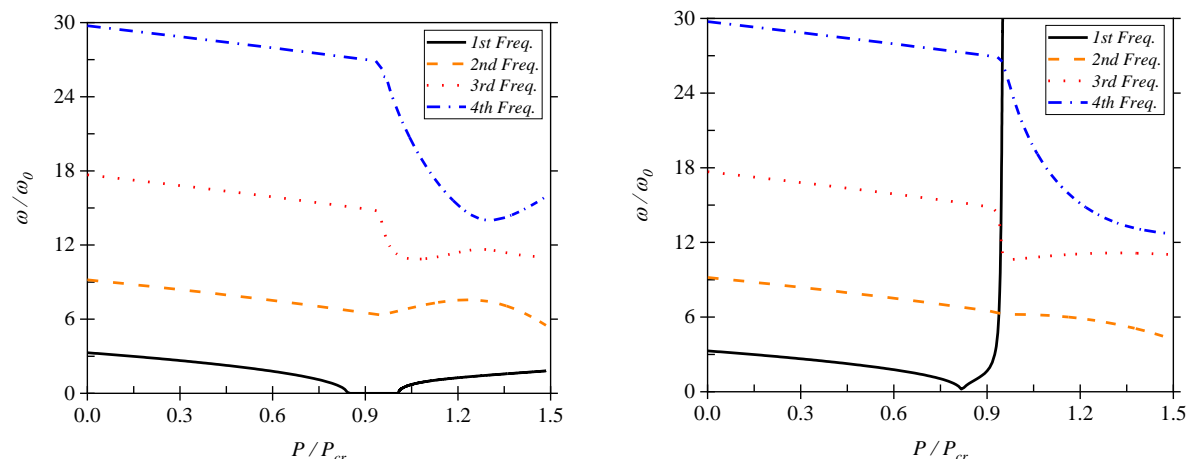 30
24
18
12
6
0
ω/ω0
1st Freq.
2nd Freq.
3rd Freq.
4th Freq.
0.0 0.3 0.6 0.9 1.2 1.5
P/Pcr
30
24
18
12
6
0
ω/ω0
1st Freq.
2nd Freq.
3rd Freq.
4th Freq.
0.0 0.3 0.6 0.9 1.2 1.5
P/Pcr